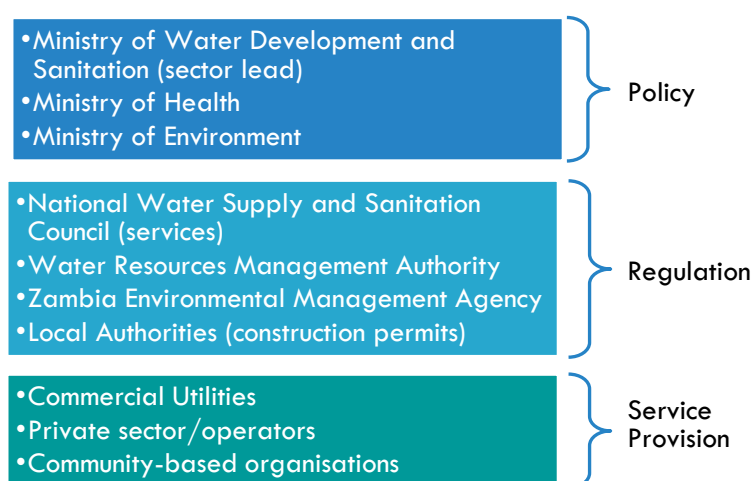 •Ministry of Water Development and
Sanitation (sector lead)
•Ministry of Health
•Ministry of Environment
Policy
•National Water Supply and Sanitation
Council (services)
•Water Resources Management Authority
•Zambia Environmental Management Agency
•Local Authorities (construction permits)
Regulation
•Commercial Utilities
•Private sector/operators
•Community-based organisations
Service
Provision